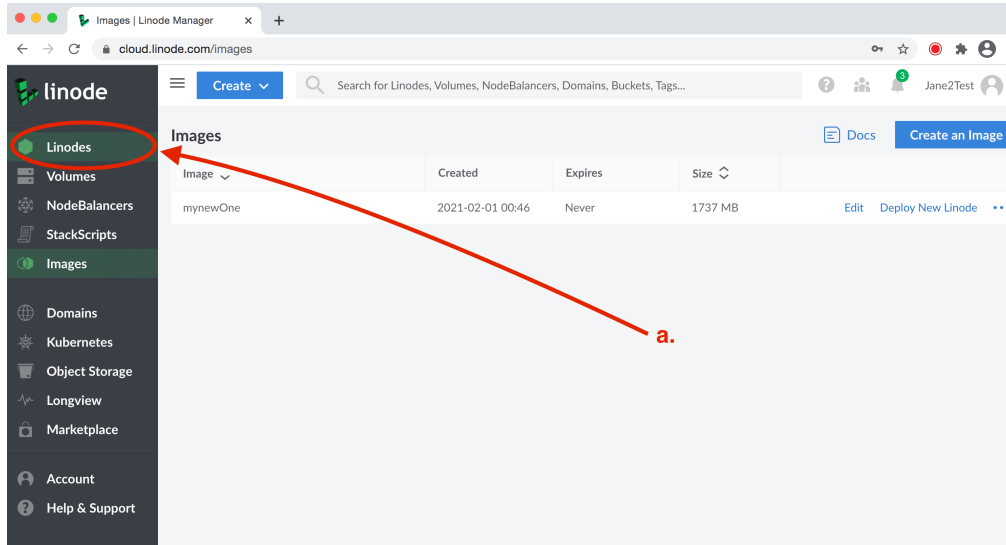 Images | Linode Manager
cloud.linode.com/images
linode
Create
Search for Linodes, Volumes, NodeBalancers, Domains, Buckets, Tags...
3
Jane2Test
Linodes
Volumes
NodeBalancers
StackScripts
Images
Domains
Kubernetes
Object Storage
Longview
Marketplace
Account
Help & Support
Images
Docs
Create an Image
Image Created Expires Size
mynewOne 2021-02-01 00:46 Never 1737 MB Edit Deploy New Linode
a.